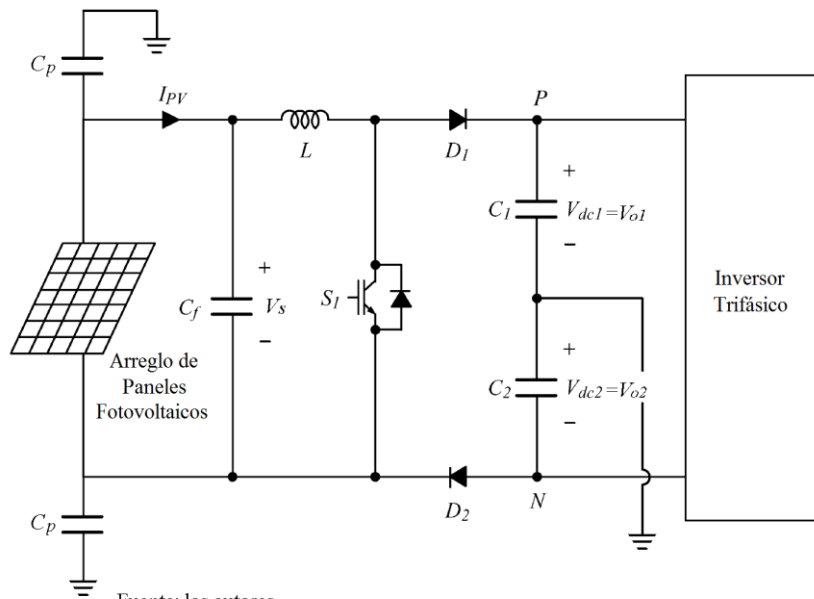 Cp
IPV
L
D1
P
+
C1
Vdc1=Vo1
−
Inversor
Trifásico
S1
+
Cf
Vs
−
Arreglo de
Paneles
Fotovoltaicos
+
C2
Vdc2=Vo2
−
D2
N
Cp
Fuente: los autores